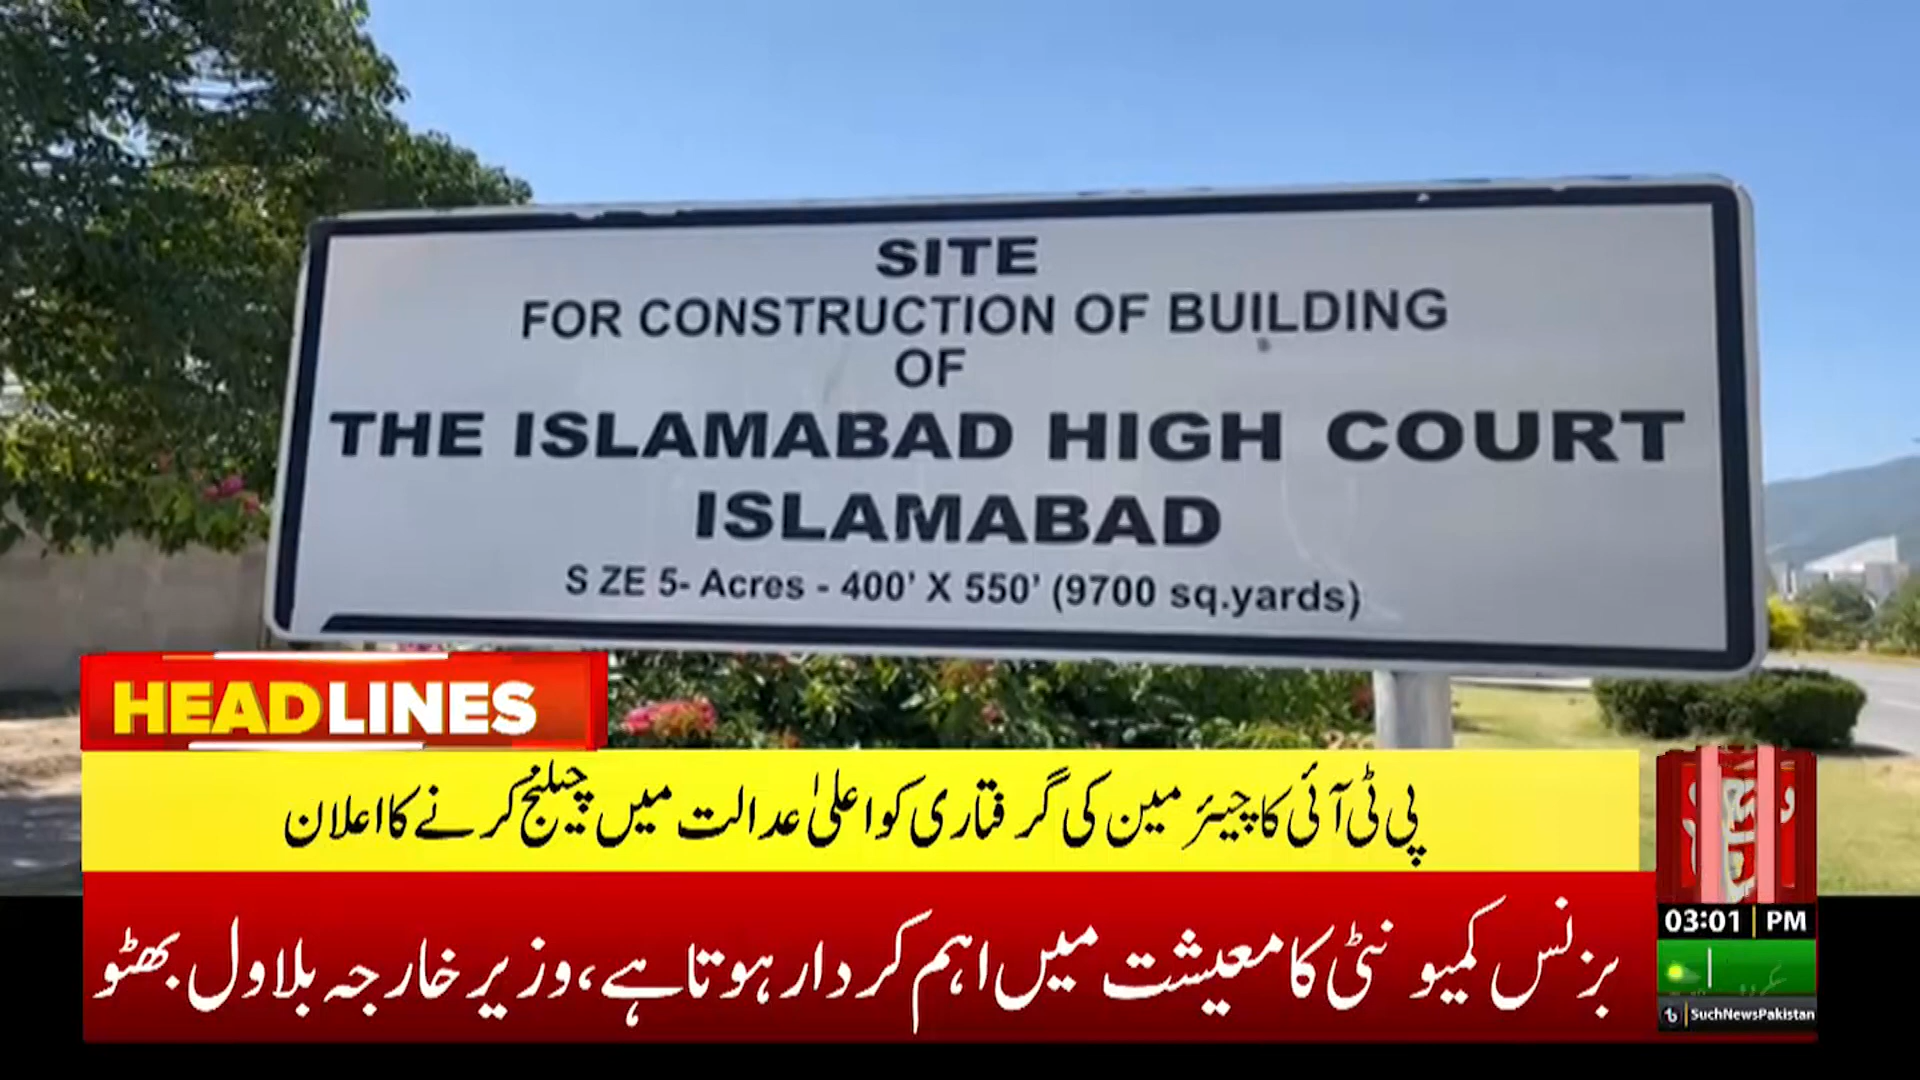 SITE
FOR CONSTRUCTION OF BUILDING
OF
THE ISLAMABAD HIGH COURT
ISLAMABAD
S ZE 5- Acres - 400' X 550' (9700 sq.yards)
HEADLINES
پی ٹی آئی کا چیئر مین کی گرفتاری کو اعلیٰ عدالت میں چیلنج کرنے کا اعلان
بزنس کمیونٹی کا معیشت میں اہم کردار ہوتا ہے، وزیر خارجہ بلاول بھٹو
03:01 PM
SuchNewsPakistan